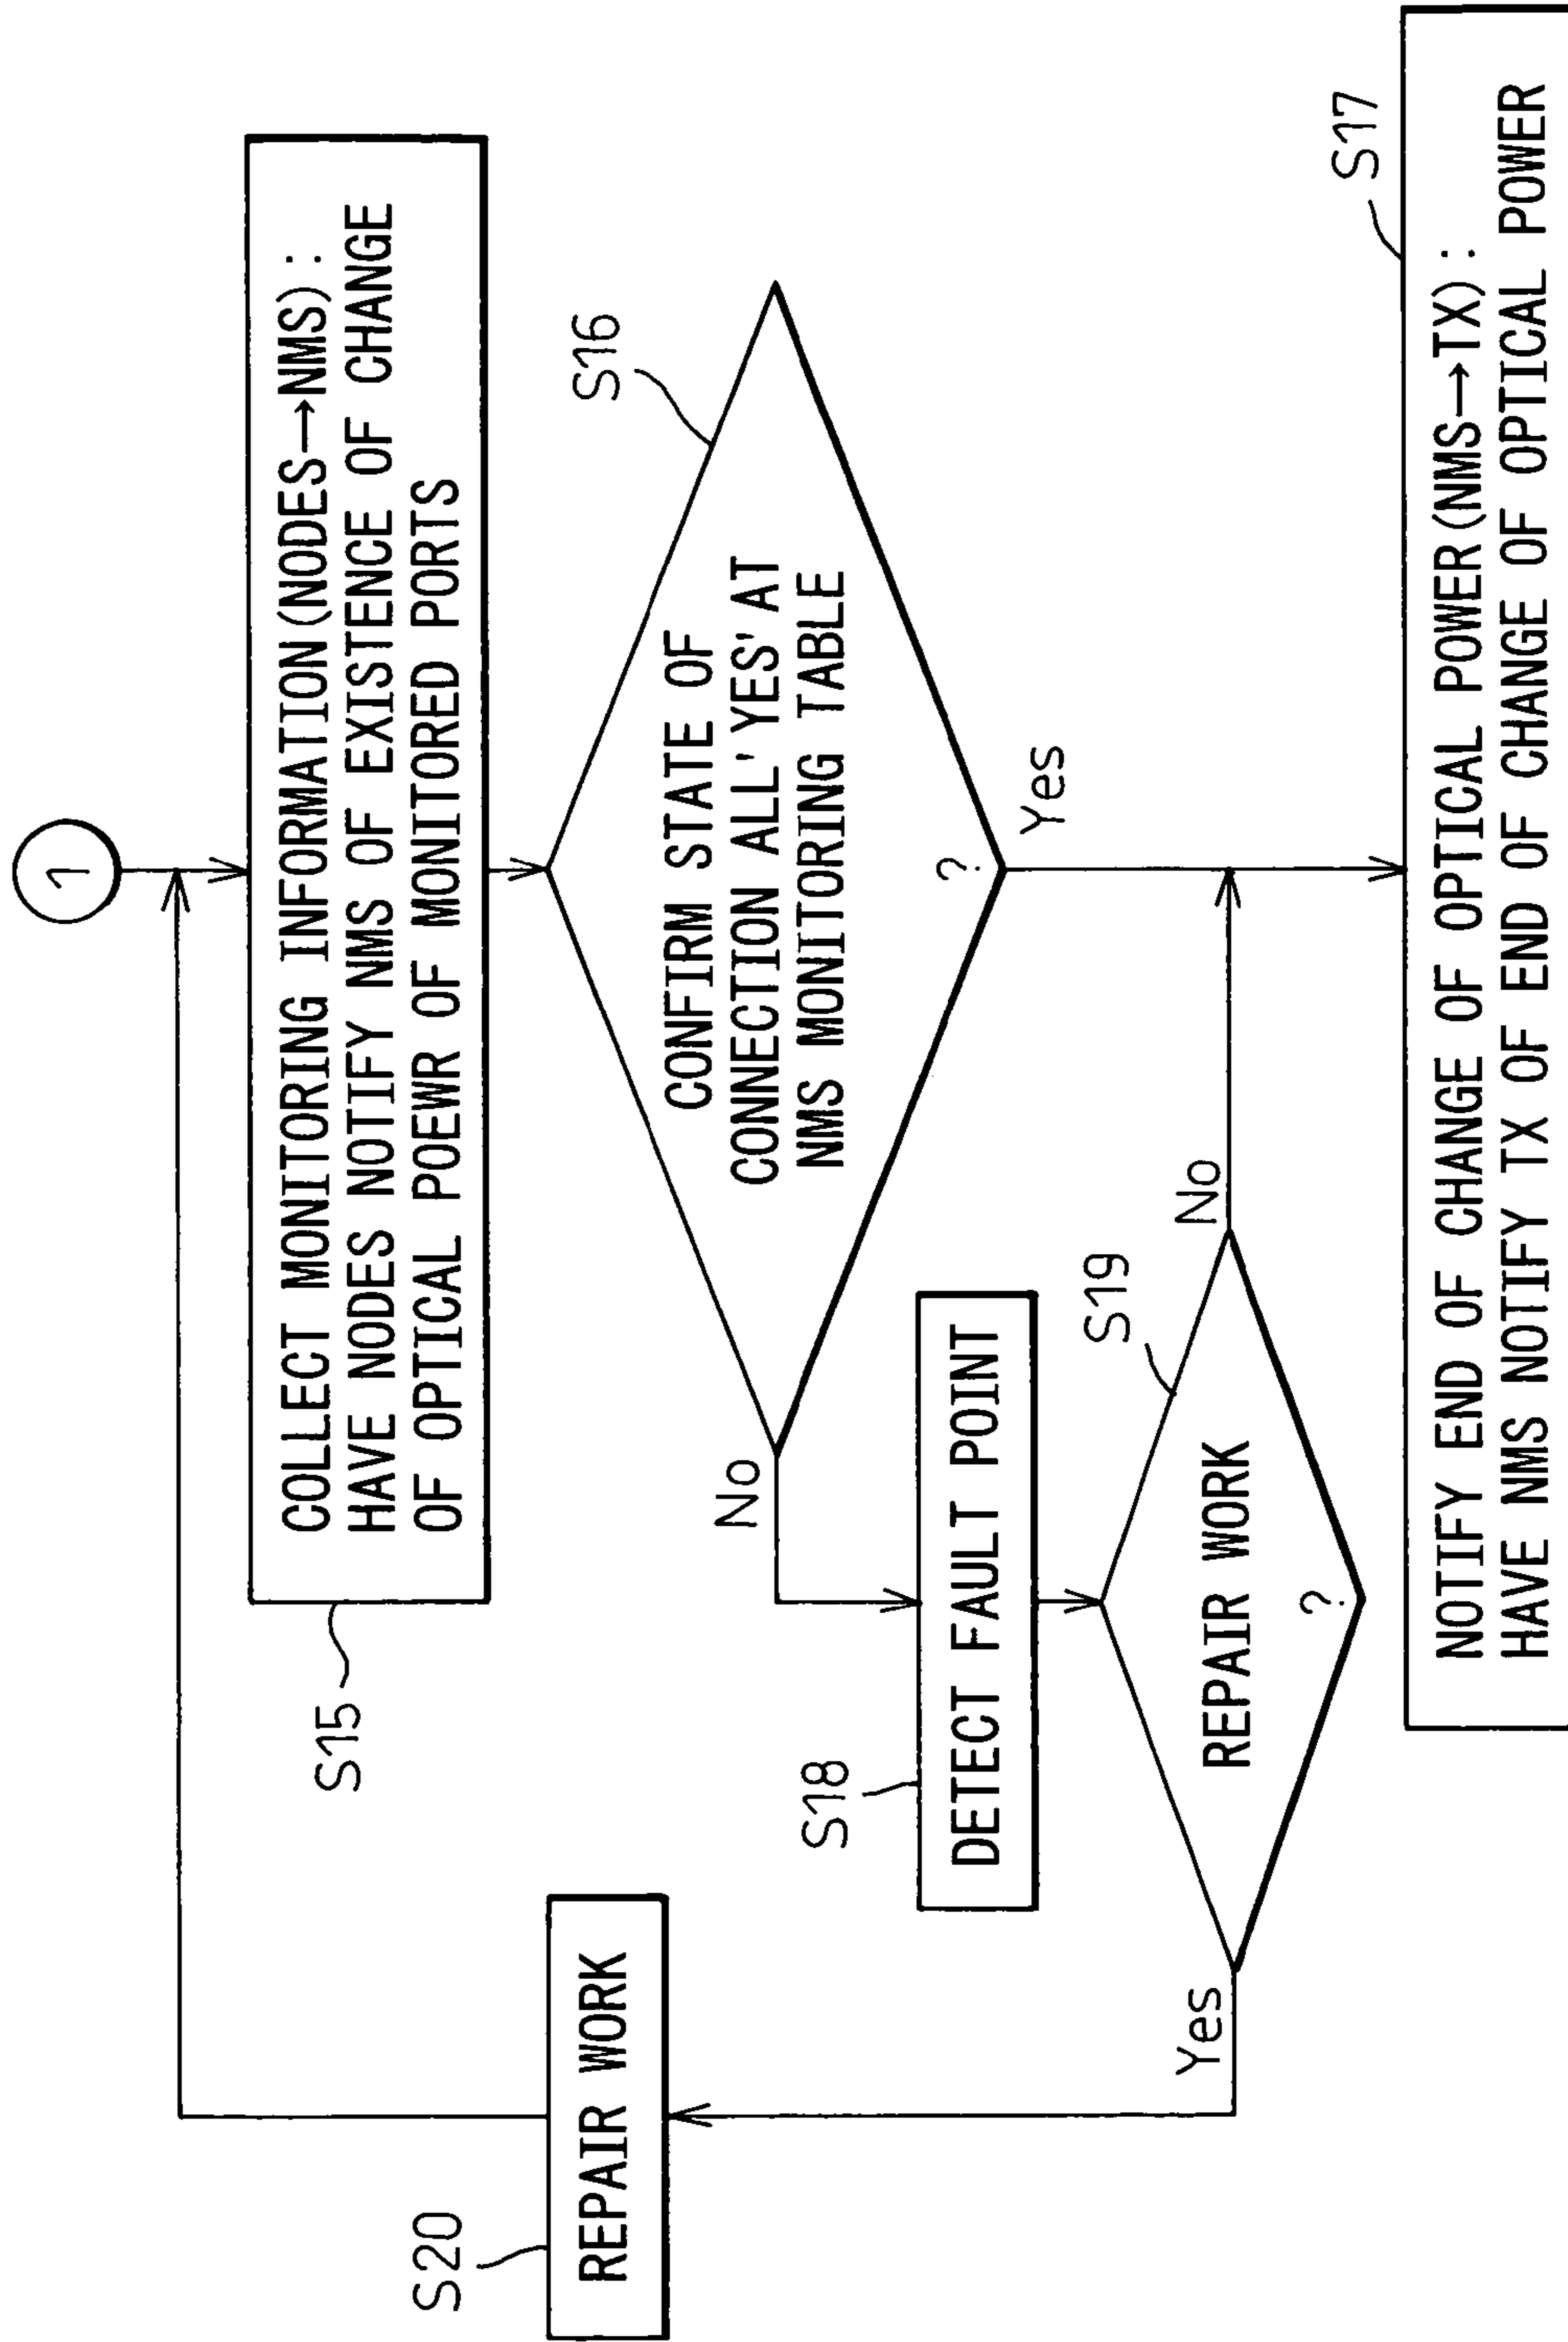 1
S15
COLLECT MONITORING INFORMATION (NODES→NMS) :
HAVE NODES NOTIFY NMS OF EXISTENCE OF CHANGE
OF OPTICAL POEWR OF MONITORED PORTS
S16
CONFIRM STATE OF
CONNECTION ALL' YES' AT
NMS MONITORING TABLE
?
No
Yes
S20
REPAIR WORK
S18
DETECT FAULT POINT
S19
REPAIR WORK
?
Yes
No
S17
NOTIFY END OF CHANGE OF OPTICAL POWER (NMS→TX) :
HAVE NMS NOTIFY TX OF END OF CHANGE OF OPTICAL POWER